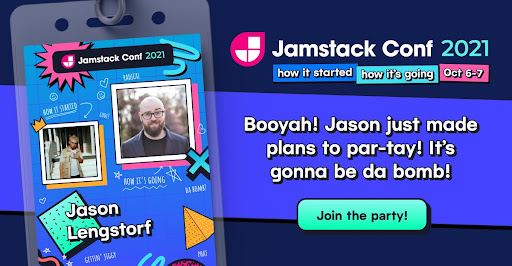 Jamstack Conf 2021
RADICAL
HOW IT STARTED
HOW IT'S GOING
DA BOMB!
Jason
Lengstorf
GETTIN' JIGGY
PHAT
Jamstack Conf 2021
how it started
how it's going
Oct 6-7
Booyah! Jason just made
plans to par-tay! It's
gonna be da bomb!
Join the party!